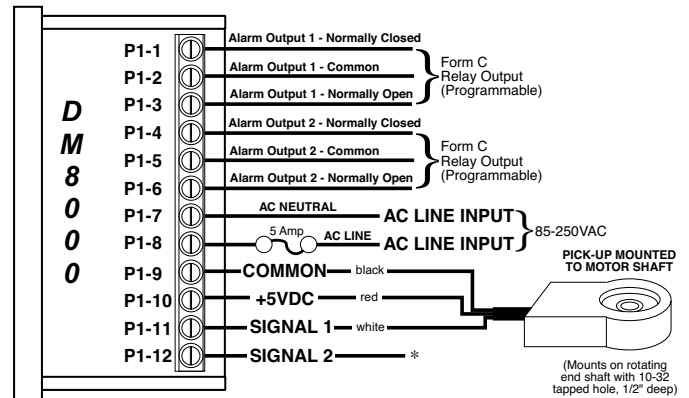 DM8000
P1-1 Alarm Output 1 - Normally Closed
P1-2 Alarm Output 1 - Common
P1-3 Alarm Output 1 - Normally Open
Form C
Relay Output
(Programmable)
P1-4 Alarm Output 2 - Normally Closed
P1-5 Alarm Output 2 - Common
P1-6 Alarm Output 2 - Normally Open
Form C
Relay Output
(Programmable)
P1-7 AC NEUTRAL AC LINE INPUT
P1-8 5 Amp AC LINE AC LINE INPUT
85-250VAC
P1-9 COMMON black
P1-10 +5VDC red
P1-11 SIGNAL 1 white
P1-12 SIGNAL 2 *
PICK-UP MOUNTED
TO MOTOR SHAFT
(Mounts on rotating
end shaft with 10-32
tapped hole, 1/2" deep)